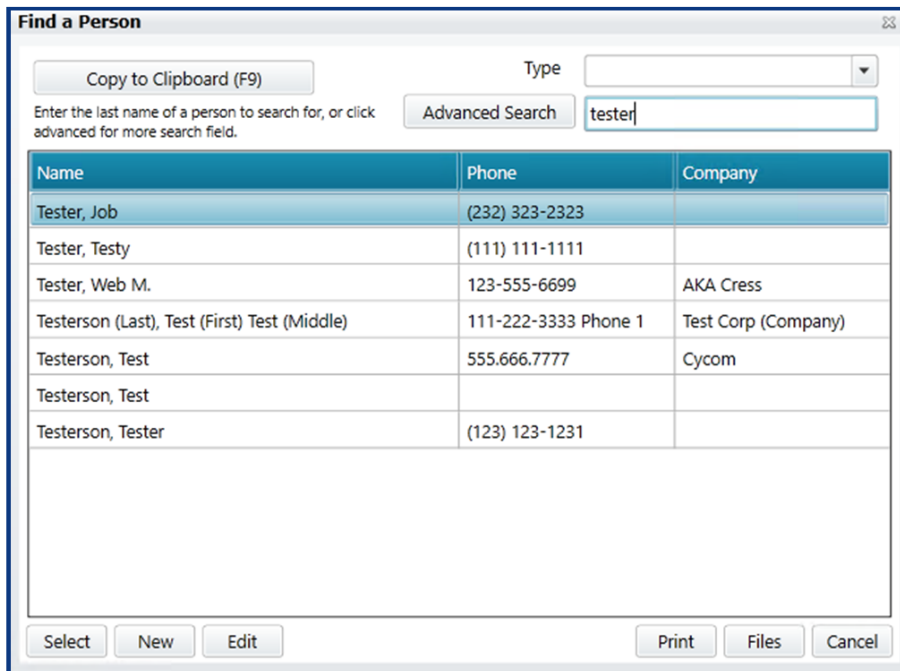 Find a Person
Copy to Clipboard (F9)
Type
Enter the last name of a person to search for, or click
advanced for more search field.
Advanced Search
tester
Name Phone Company
Tester, Job (232) 323-2323
Tester, Testy (111) 111-1111
Tester, Web M. 123-555-6699 AKA Cress
Testerson (Last), Test (First) Test (Middle) 111-222-3333 Phone 1 Test Corp (Company)
Testerson, Test 555.666.7777 Cycom
Testerson, Test
Testerson, Tester (123) 123-1231
Select New Edit Print Files Cancel